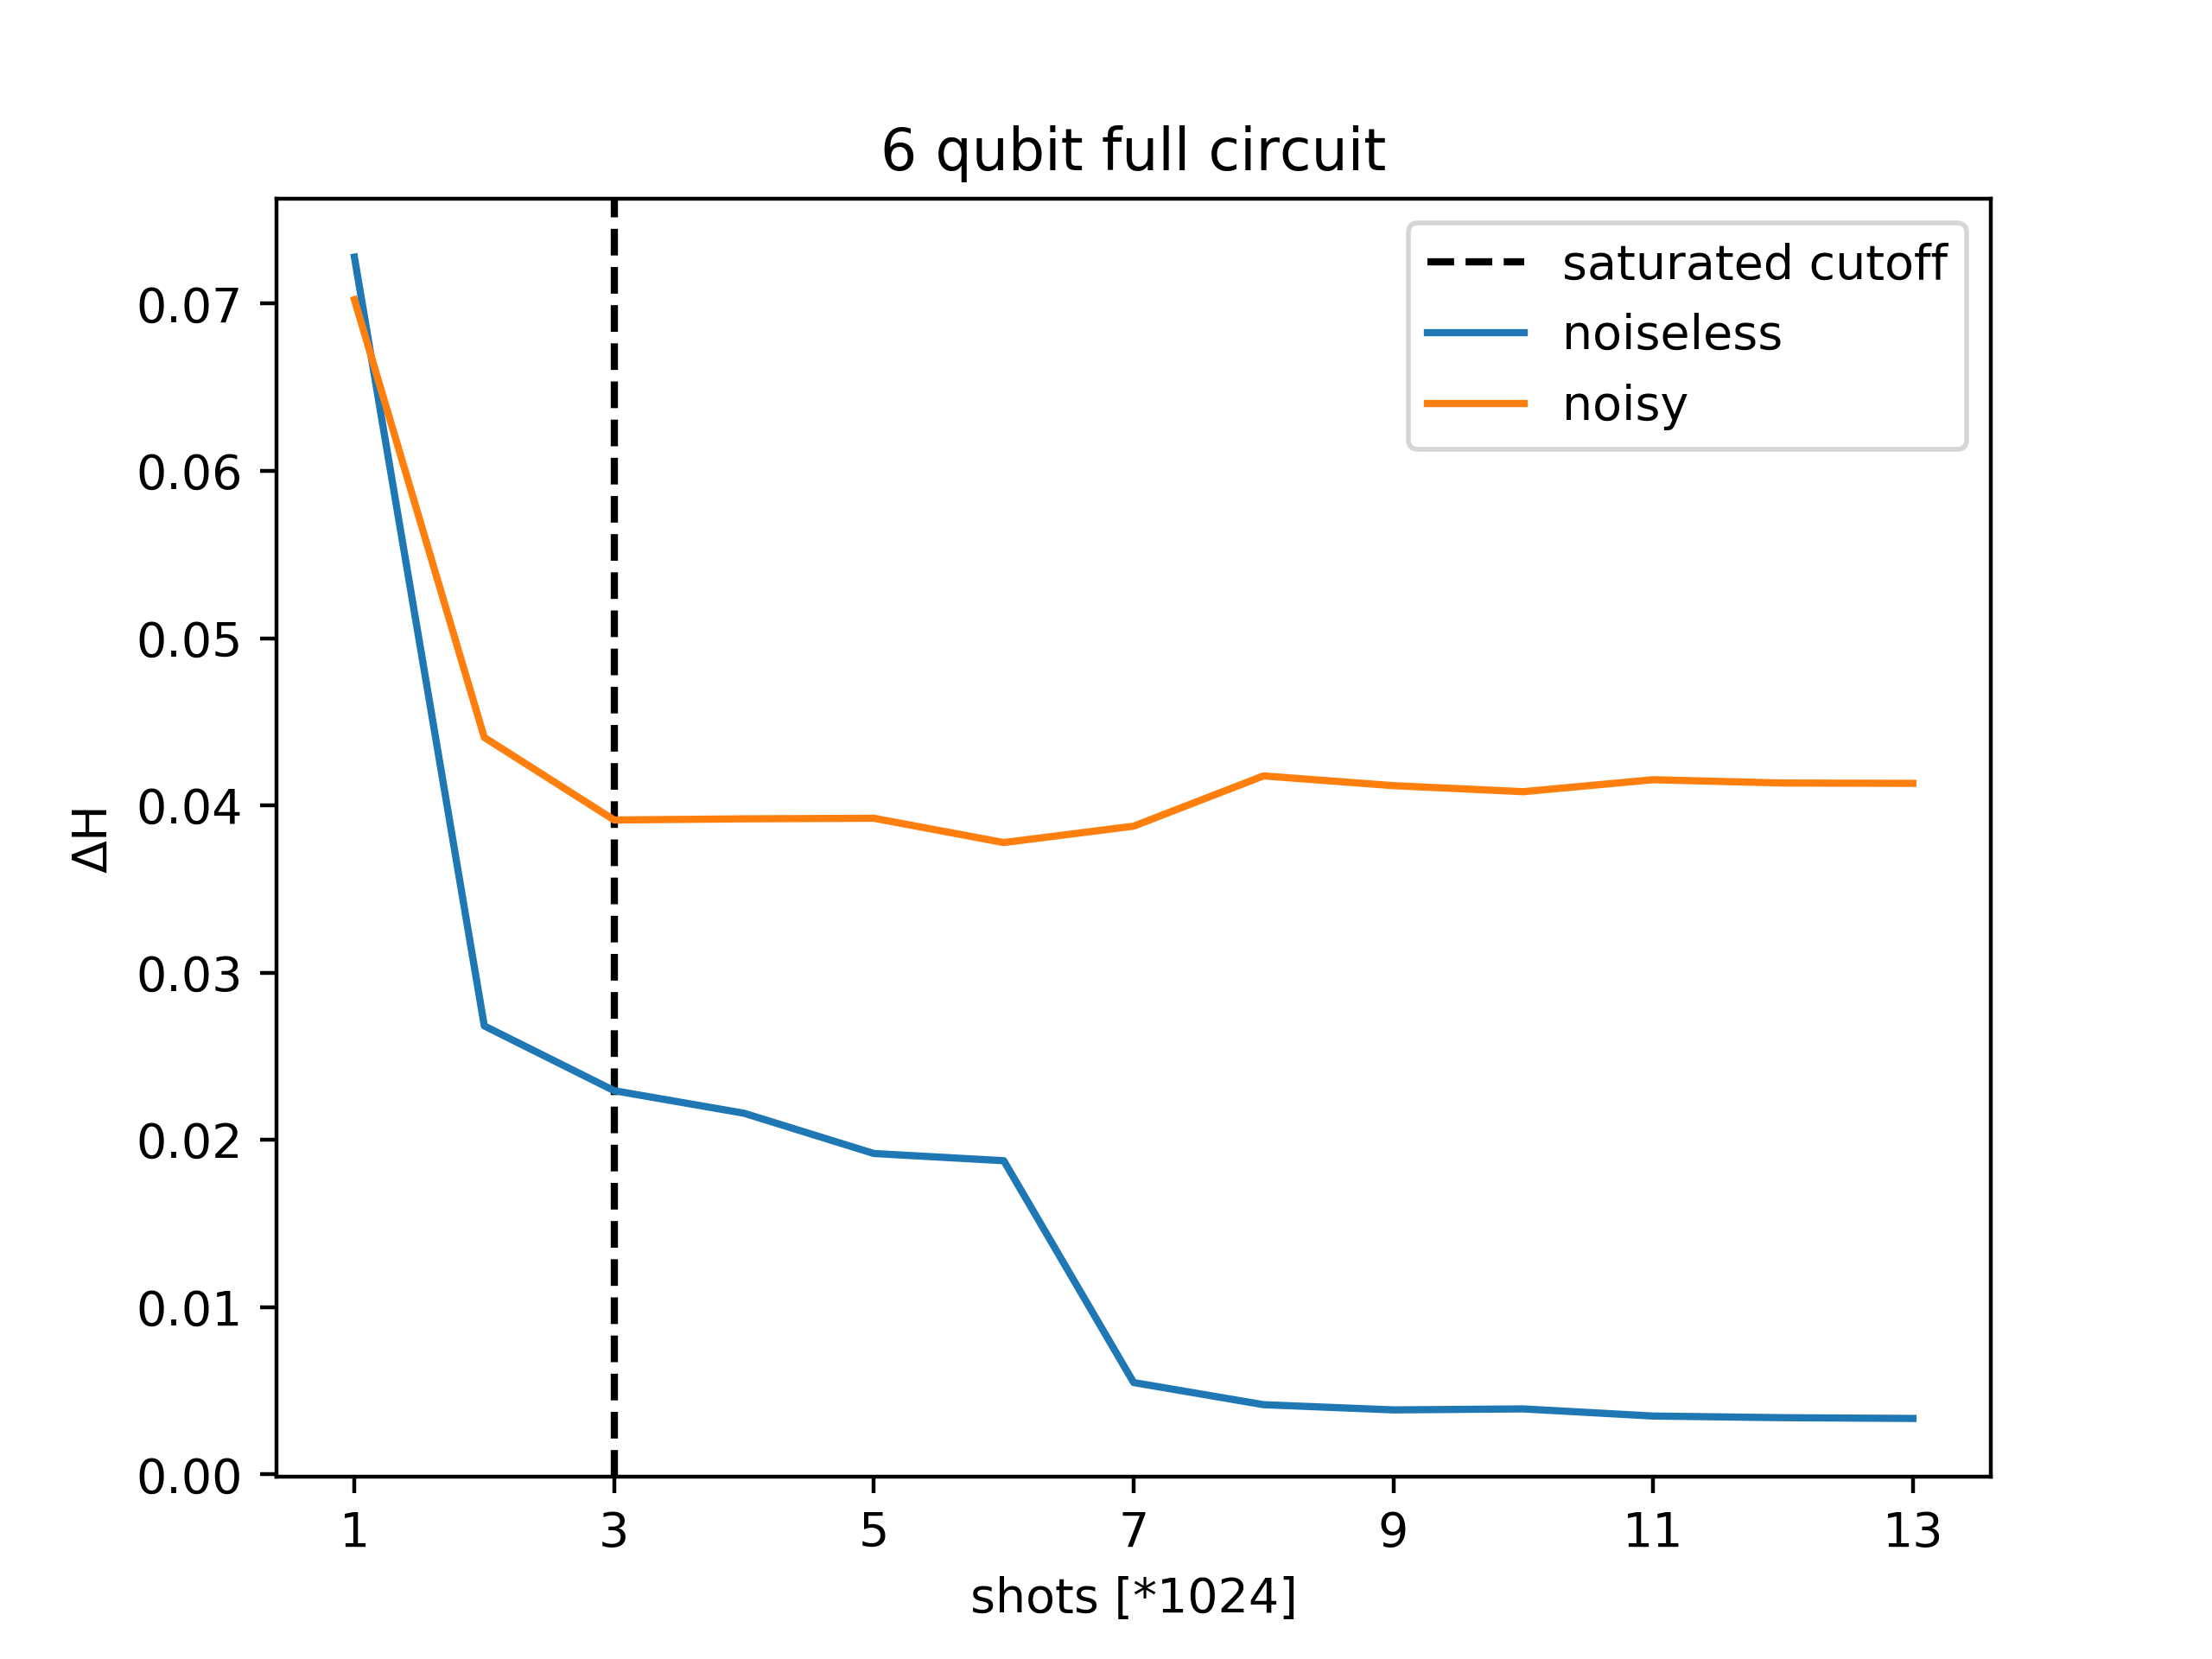 6 qubit full circuit
saturated cutoff
noiseless
noisy
0.07
0.06
0.05
0.04
0.03
0.02
0.01
0.00
ΔH
1 3 5 7 9 11 13
shots [*1024]